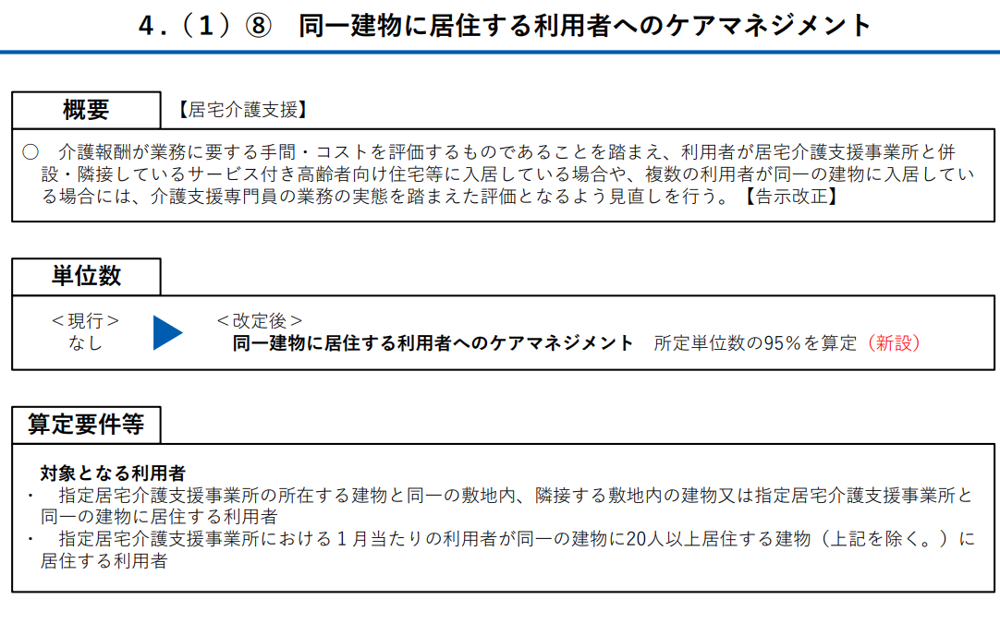 ４.（１）⑧　同一建物に居住する利用者へのケアマネジメント
概要
【居宅介護支援】
○　介護報酬が業務に要する手間・コストを評価するものであることを踏まえ、利用者が居宅介護支援事業所と併
設・隣接しているサービス付き高齢者向け住宅等に入居している場合や、複数の利用者が同一の建物に入居してい
る場合には、介護支援専門員の業務の実態を踏まえた評価となるよう見直しを行う。【告示改正】
単位数
＜現行＞
なし
＜改定後＞
同一建物に居住する利用者へのケアマネジメント　所定単位数の95％を算定（新設）
算定要件等
対象となる利用者
・　指定居宅介護支援事業所の所在する建物と同一の敷地内、隣接する敷地内の建物又は指定居宅介護支援事業所と
同一の建物に居住する利用者
・　指定居宅介護支援事業所における１月当たりの利用者が同一の建物に20人以上居住する建物（上記を除く。）に
居住する利用者